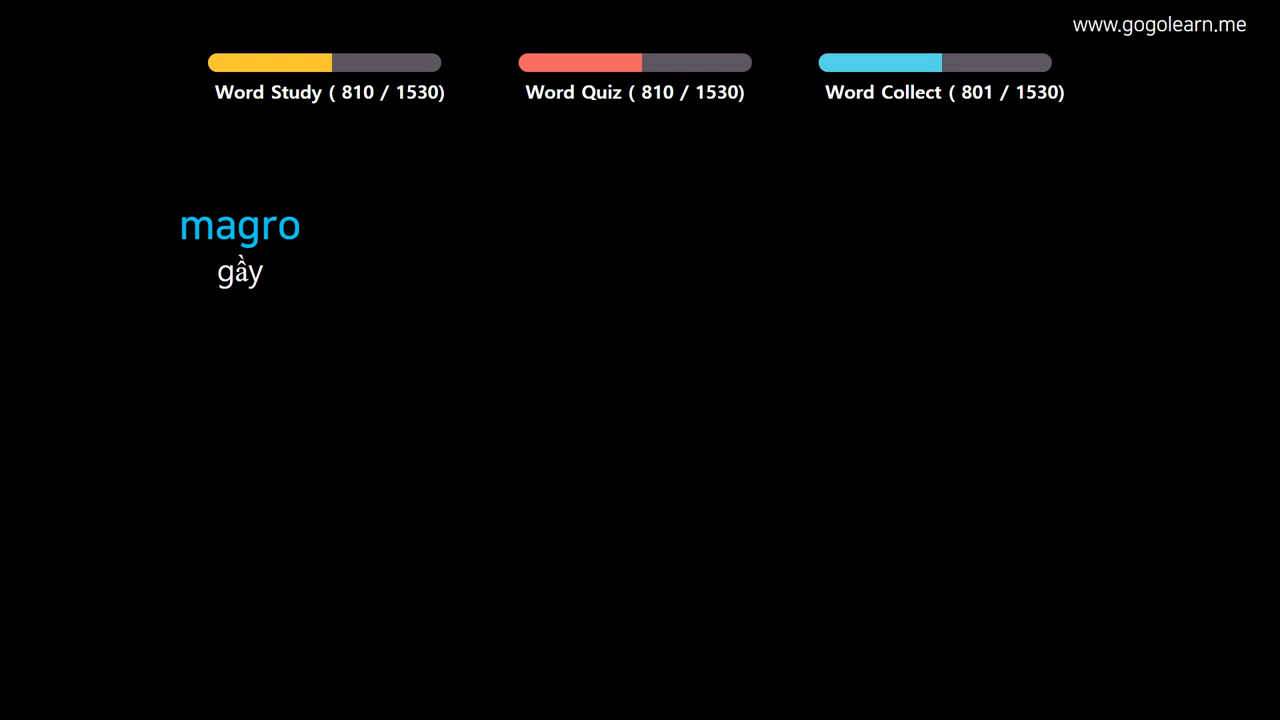 www.gogolearn.me
Word Study ( 810 / 1530)
Word Quiz ( 810 / 1530)
Word Collect ( 801 / 1530)
magro
gầy